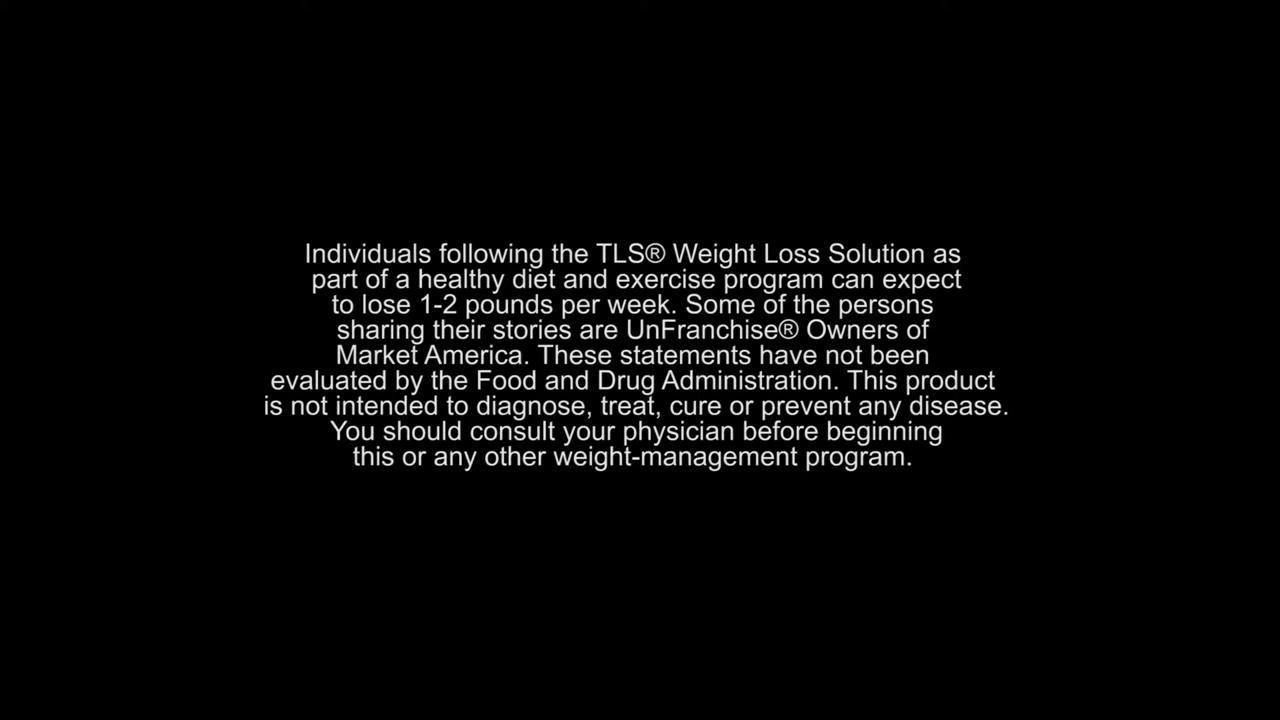 Individuals following the TLS® Weight Loss Solution as
part of a healthy diet and exercise program can expect
to lose 1-2 pounds per week. Some of the persons
sharing their stories are UnFranchise® Owners of
Market America. These statements have not been
evaluated by the Food and Drug Administration. This product
is not intended to diagnose, treat, cure or prevent any disease.
You should consult your physician before beginning
this or any other weight-management program.